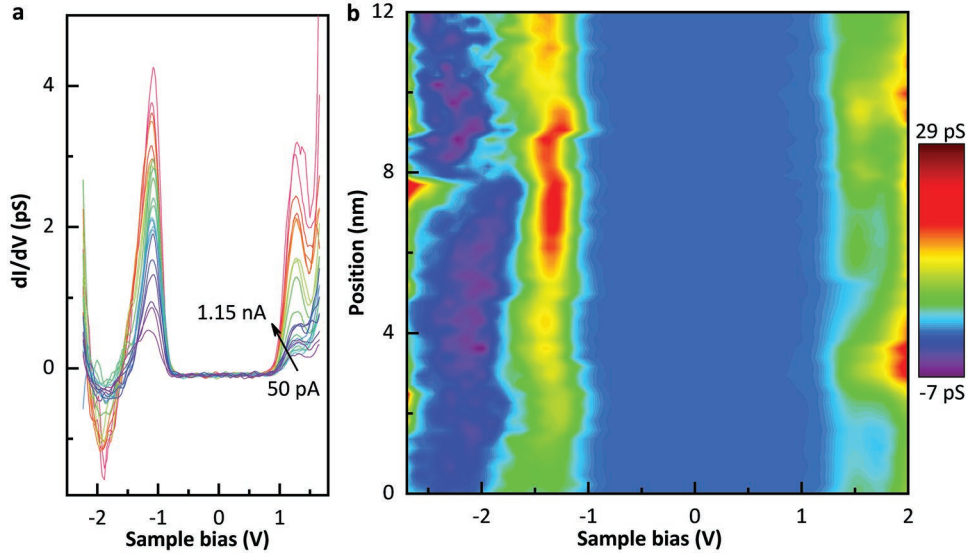 a
b
4
2
0
dI/dV (pS)
1.15 nA
50 pA
-2
-1
0
1
Sample bias (V)
12
8
4
0
Position (nm)
-2
-1
0
1
2
Sample bias (V)
29 pS
-7 pS